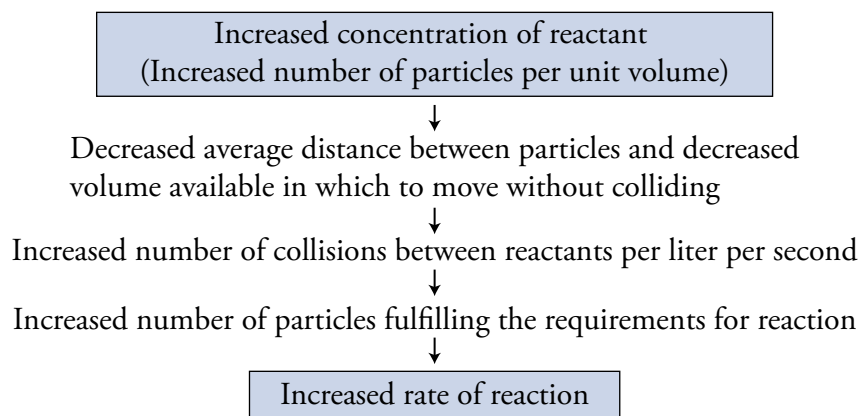 Increased concentration of reactant
(Increased number of particles per unit volume)
Decreased average distance between particles and decreased
volume available in which to move without colliding
Increased number of collisions between reactants per liter per second
Increased number of particles fulfilling the requirements for reaction
Increased rate of reaction